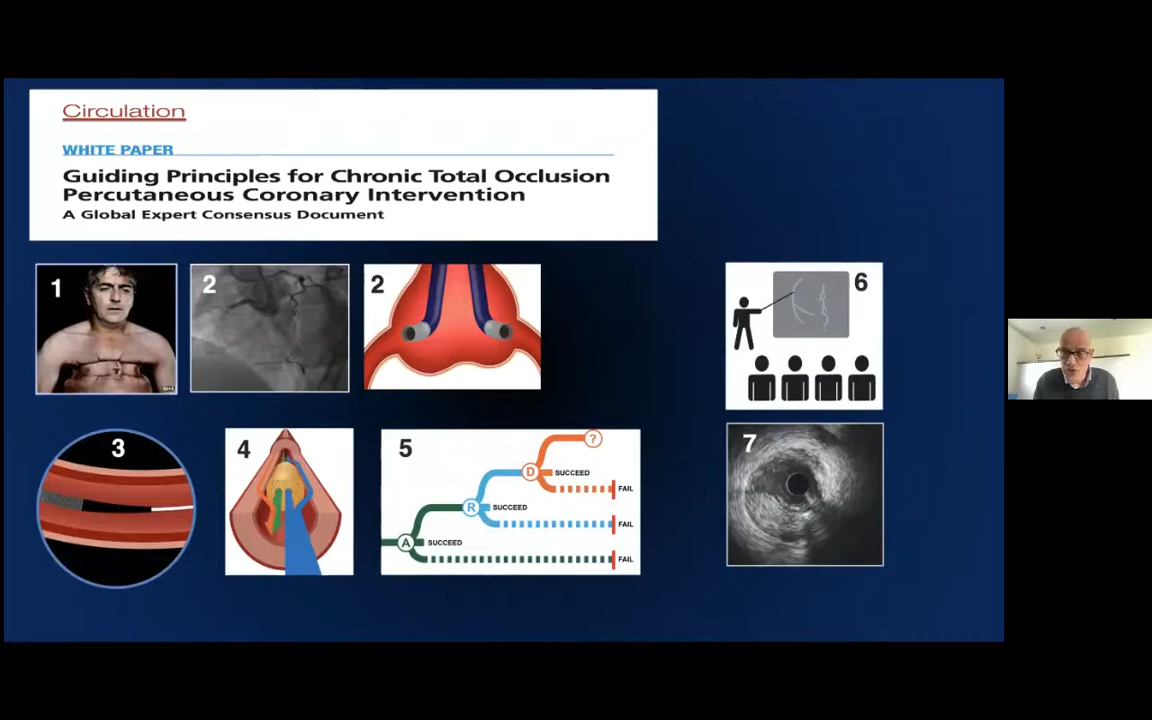 Circulation
WHITE PAPER
Guiding Principles for Chronic Total Occlusion
Percutaneous Coronary Intervention
A Global Expert Consensus Document
1
2
2
6
3
4
5
?
D
SUCCEED
FAIL
R
SUCCEED
FAIL
A
SUCCEED
FAIL
7